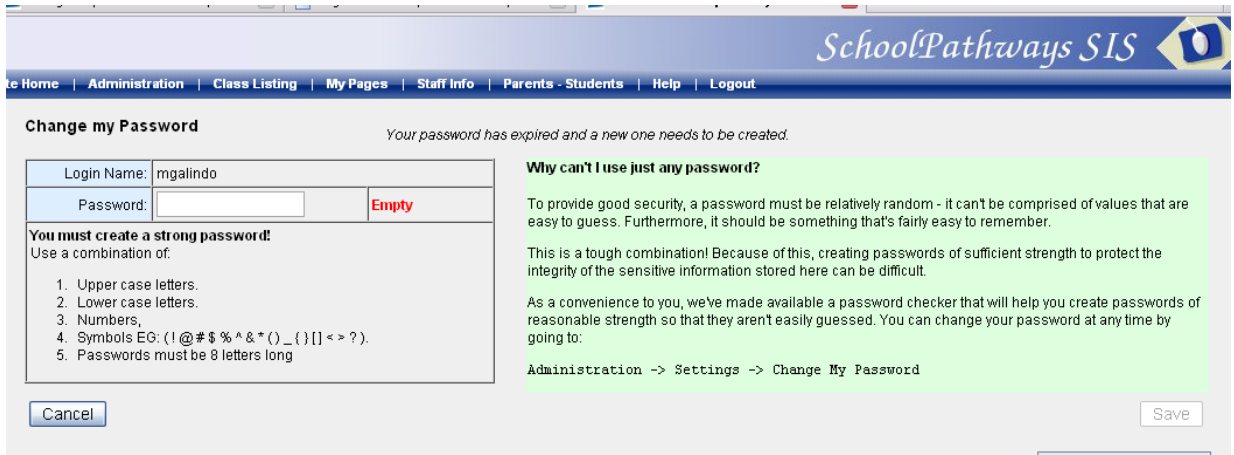 SchoolPathways SIS
te Home | Administration | Class Listing | My Pages | Staff Info | Parents - Students | Help | Logout
Change my Password
Your password has expired and a new one needs to be created.
Login Name: mgalindo
Password: Empty
You must create a strong password!
Use a combination of:
1. Upper case letters.
2. Lower case letters.
3. Numbers,
4. Symbols EG: ( ! @ # $ % ^ & * ( ) _ { } [ ] < > ? ).
5. Passwords must be 8 letters long
Why can't I use just any password?
To provide good security, a password must be relatively random - it can't be comprised of values that are
easy to guess. Furthermore, it should be something that's fairly easy to remember.
This is a tough combination! Because of this, creating passwords of sufficient strength to protect the
integrity of the sensitive information stored here can be difficult.
As a convenience to you, we've made available a password checker that will help you create passwords of
reasonable strength so that they aren't easily guessed. You can change your password at any time by
going to:
Administration -> Settings -> Change My Password
Cancel
Save